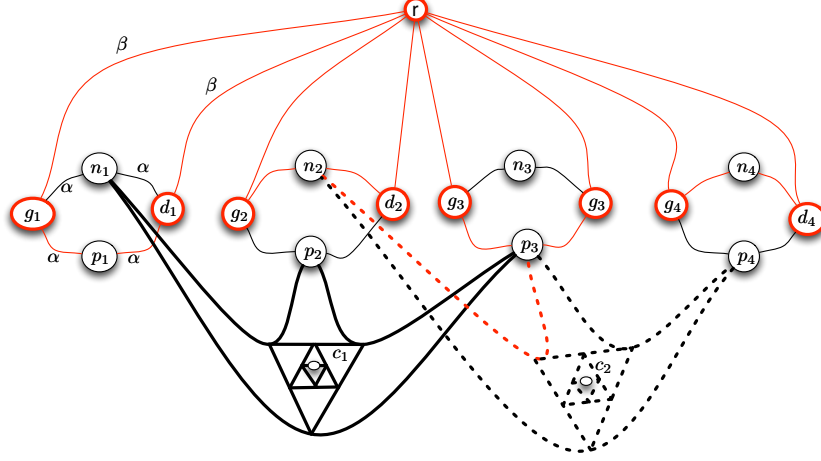 r
β
β
n₁ α n₂ n₃ n₄
α
g₁ d₁ g₂ d₂ g₃ g₃ g₄ d₄
α p₁ α p₂ p₃ p₄
c₁ c₂